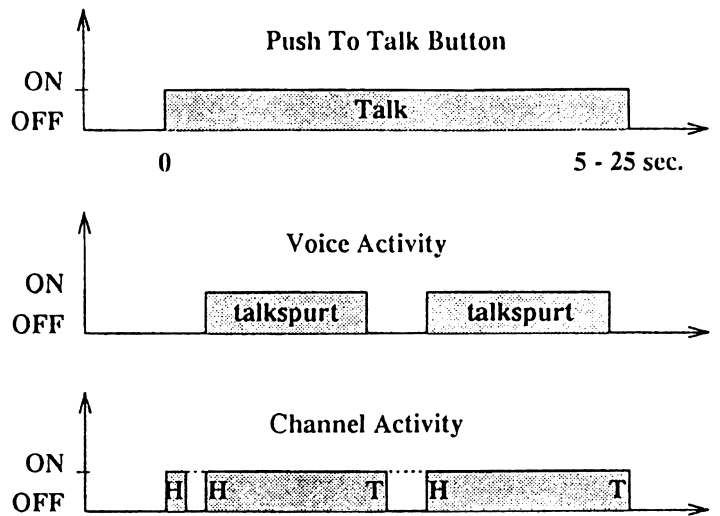 Push To Talk Button
ON
Talk
OFF
0
5 - 25 sec.
Voice Activity
ON
talkspurt talkspurt
OFF
Channel Activity
ON
H H T H T
OFF